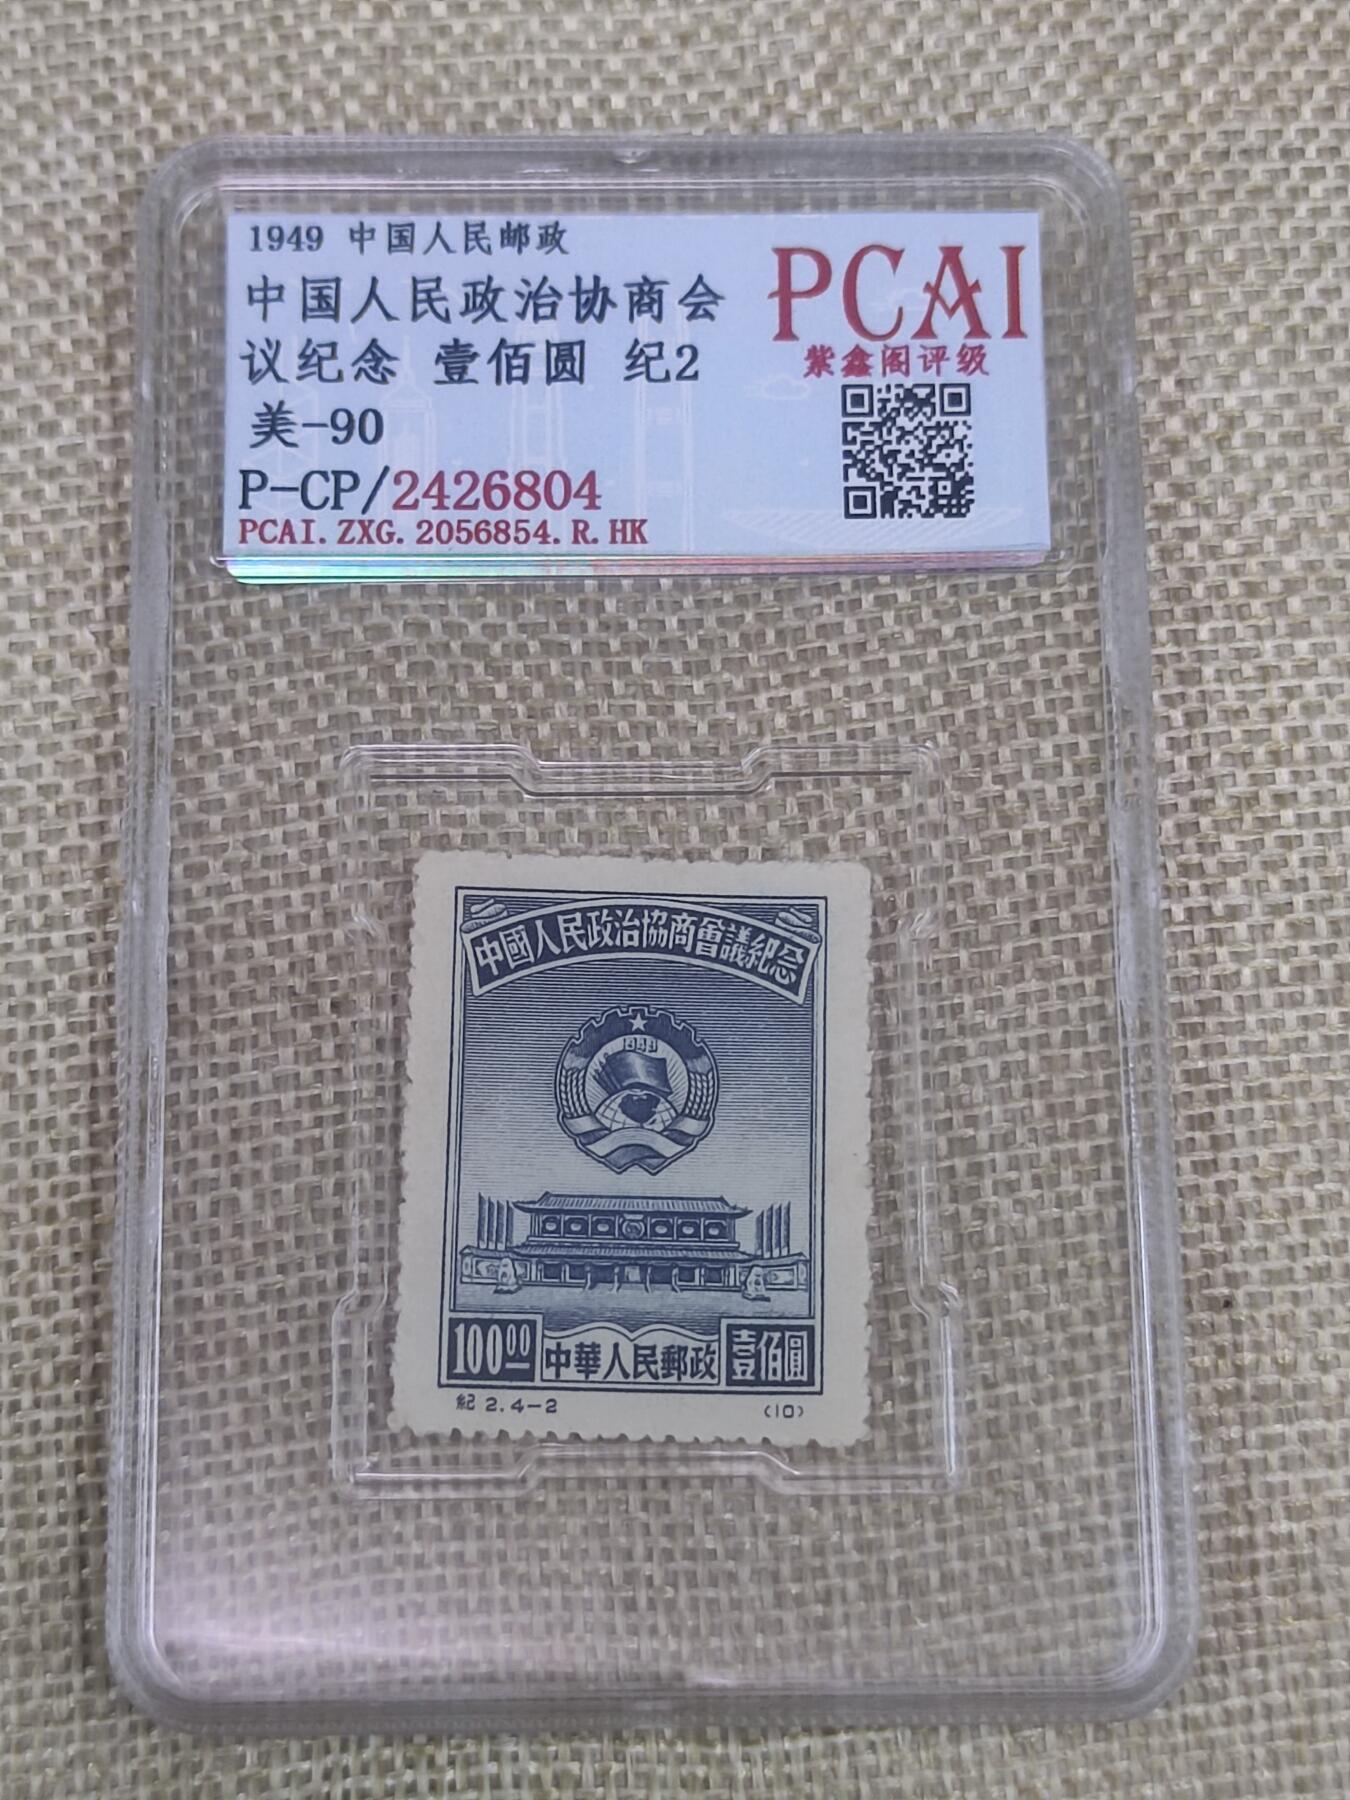 1949 中国人民邮政
中国人民政治协商会
议纪念 壹佰圆 纪2
美-90
P-CP/2426804
PCAI.ZXG.2056854.R.HK
PCAI
紫鑫阁评级
中國人民政治協商會議紀念
1949
100⁰⁰
中華人民郵政
壹佰圓
紀 2.4-2
(10)